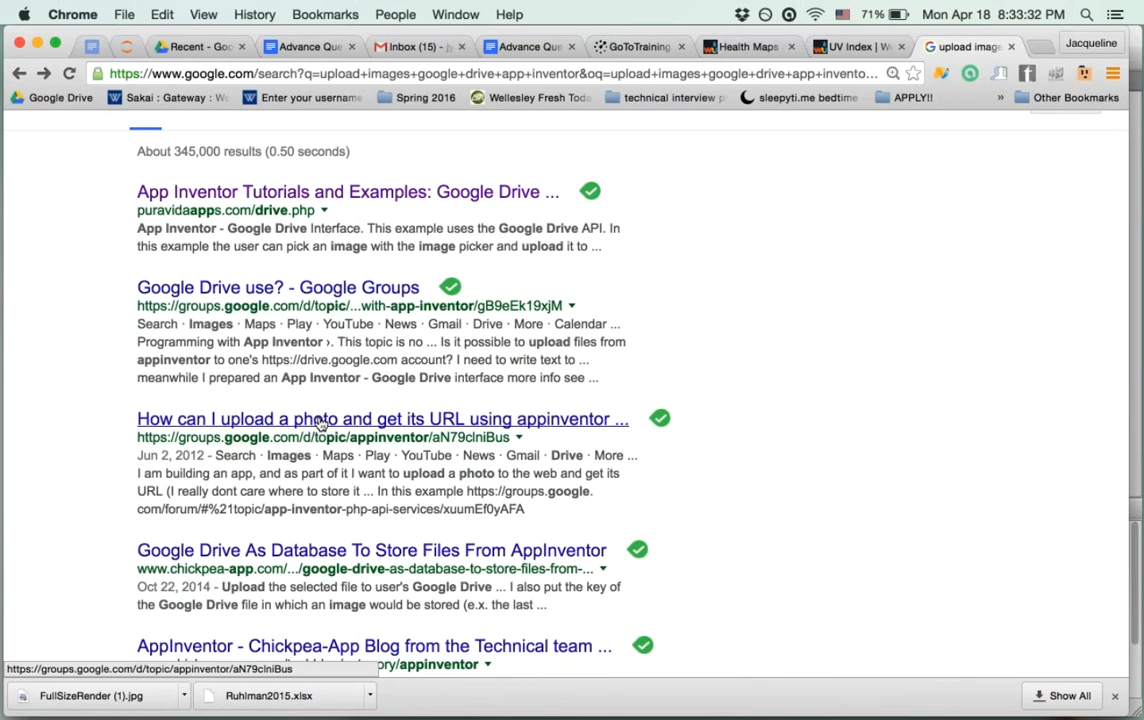 Chrome File Edit View History Bookmarks People Window Help 71% Mon Apr 18 8:33:32 PM
Recent - Goo
Advance Que
Inbox (15) - j
Advance Que
GoToTraining
Health Maps
UV Index | W
upload image
Jacqueline
https://www.google.com/search?q=upload+images+google+drive+app+inventor&oq=upload+images+google+drive+app+invento...
Google Drive Sakai : Gateway : We Enter your username Spring 2016 Wellesley Fresh Toda technical interview p sleepyti.me bedtime APPLY!! » Other Bookmarks
About 345,000 results (0.50 seconds)
App Inventor Tutorials and Examples: Google Drive ...
puravidaapps.com/drive.php
App Inventor - Google Drive Interface. This example uses the Google Drive API. In
this example the user can pick an image with the image picker and upload it to ...
Google Drive use? - Google Groups
https://groups.google.com/d/topic/...with-app-inventor/gB9eEk19xjM
Search · Images · Maps · Play · YouTube · News · Gmail · Drive · More · Calendar ...
Programming with App Inventor ›. This topic is no ... Is it possible to upload files from
appinventor to one's https://drive.google.com account? I need to write text to ...
meanwhile I prepared an App Inventor - Google Drive interface more info see ...
How can I upload a photo and get its URL using appinventor ...
https://groups.google.com/d/topic/appinventor/aN79clniBus
Jun 2, 2012 - Search · Images · Maps · Play · YouTube · News · Gmail · Drive · More ...
I am building an app, and as part of it I want to upload a photo to the web and get its
URL (I really dont care where to store it ... In this example https://groups.google.
com/forum/#%21topic/app-inventor-php-api-services/xuumEf0yAFA
Google Drive As Database To Store Files From AppInventor
www.chickpea-app.com/.../google-drive-as-database-to-store-files-from-...
Oct 22, 2014 - Upload the selected file to user's Google Drive ... I also put the key of
the Google Drive file in which an image would be stored (e.x. the last ...
AppInventor - Chickpea-App Blog from the Technical team ...
ory/appinventor
https://groups.google.com/d/topic/appinventor/aN79clniBus
FullSizeRender (1).jpg Ruhlman2015.xlsx Show All